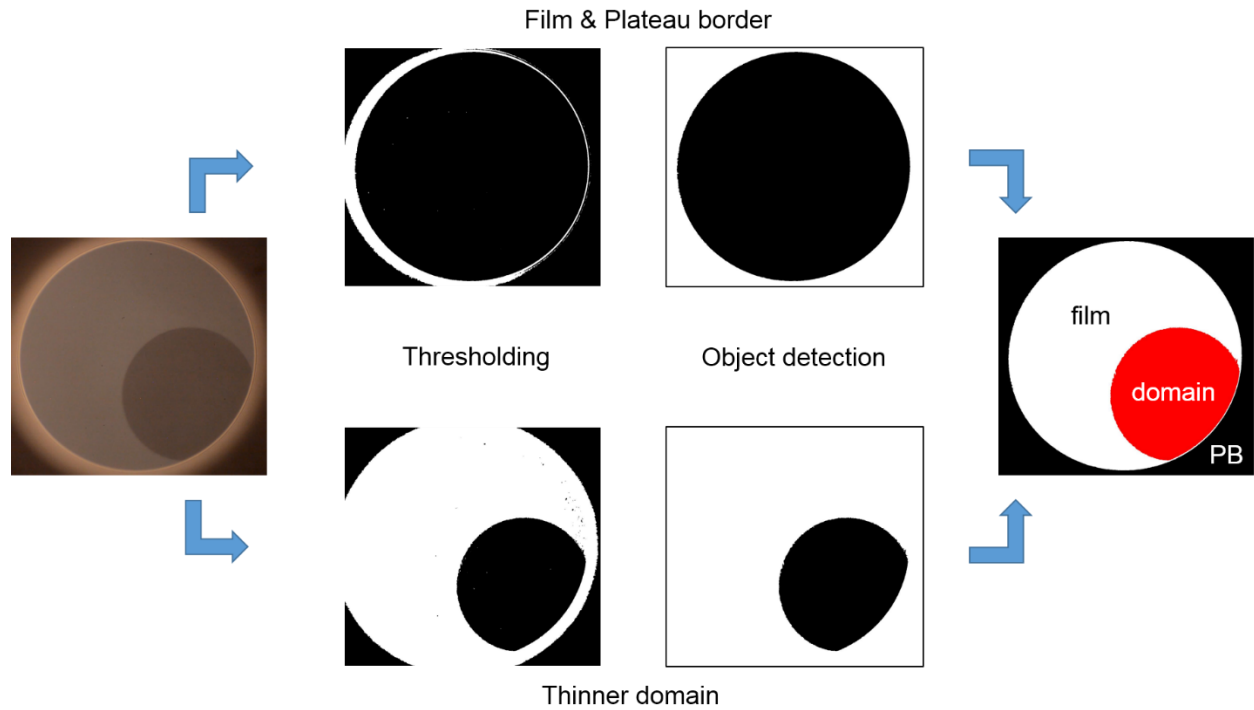 Film & Plateau border
Thresholding
Object detection
film
domain
PB
Thinner domain